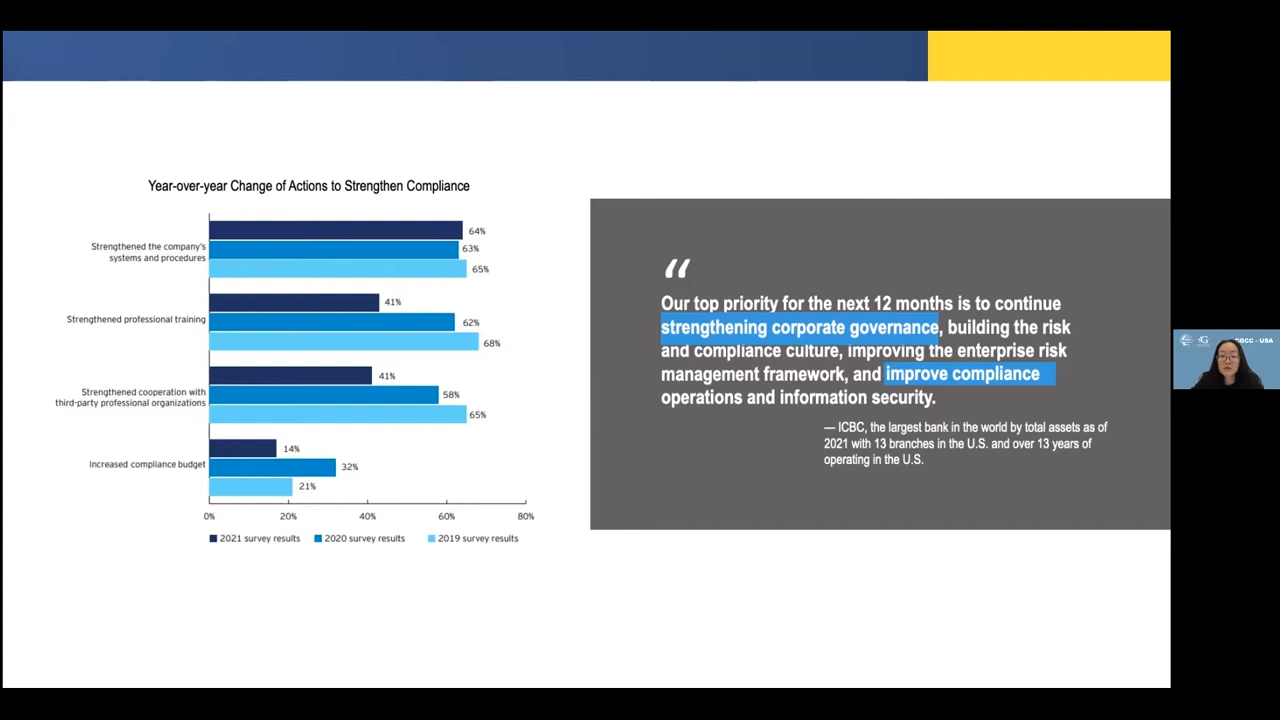 Year-over-year Change of Actions to Strengthen Compliance
Strengthened the company's
systems and procedures
64%
63%
65%
Strengthened professional training
41%
62%
68%
Strengthened cooperation with
third-party professional organizations
41%
58%
65%
Increased compliance budget
14%
32%
21%
0% 20% 40% 60% 80%
2021 survey results 2020 survey results 2019 survey results
“
Our top priority for the next 12 months is to continue
strengthening corporate governance, building the risk
and compliance culture, improving the enterprise risk
management framework, and improve compliance
operations and information security.
— ICBC, the largest bank in the world by total assets as of
2021 with 13 branches in the U.S. and over 13 years of
operating in the U.S.
CGCC - USA